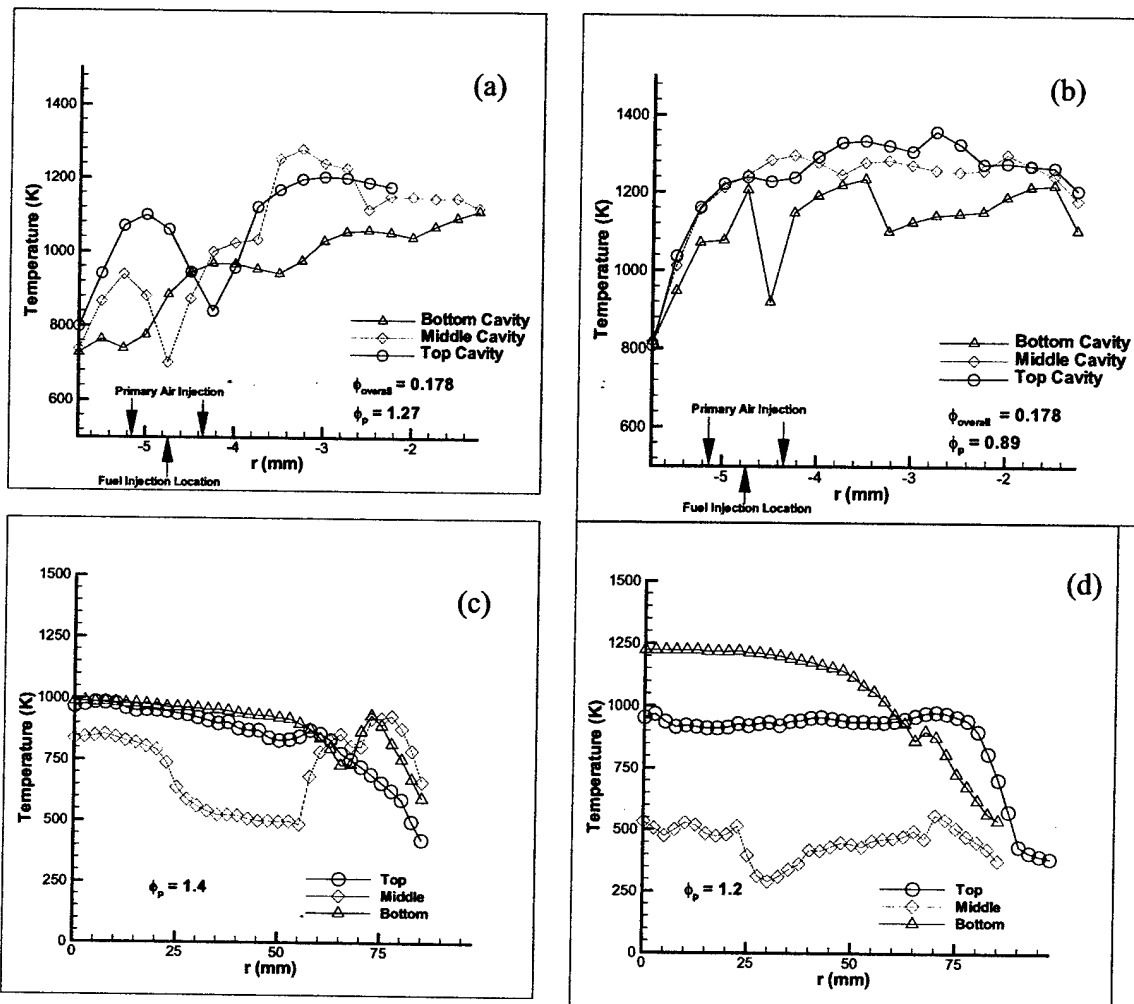 (a)
1400
1200
1000
800
600
Temperature (K)
Bottom Cavity
Middle Cavity
Top Cavity
Primary Air Injection
ϕoverall = 0.178
ϕp = 1.27
-5 -4 -3 -2
r (mm)
Fuel Injection Location
(b)
1400
1200
1000
800
600
Temperature (K)
Bottom Cavity
Middle Cavity
Top Cavity
Primary Air Injection
ϕoverall = 0.178
ϕp = 0.89
-5 -4 -3 -2
r (mm)
Fuel Injection Location
(c)
1500
1250
1000
750
500
250
0
Temperature (K)
ϕp = 1.4
Top
Middle
Bottom
0 25 50 75
r (mm)
(d)
1500
1250
1000
750
500
250
0
Temperature (K)
ϕp = 1.2
Top
Middle
Bottom
0 25 50 75
r (mm)